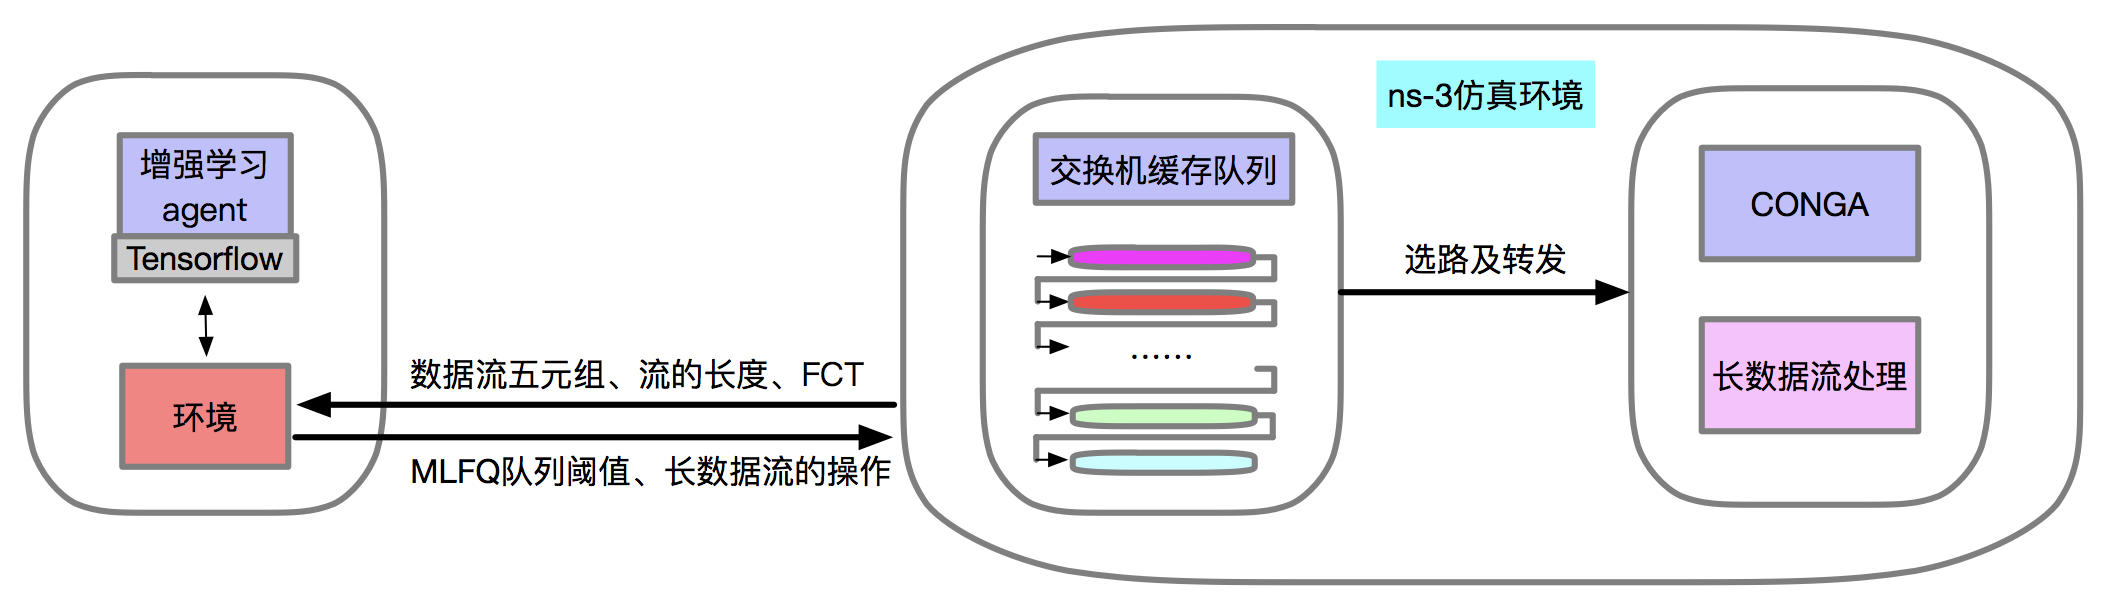 增强学习
agent
Tensorflow
环境
数据流五元组、流的长度、FCT
MLFQ队列阈值、长数据流的操作
ns-3仿真环境
交换机缓存队列
......
选路及转发
CONGA
长数据流处理